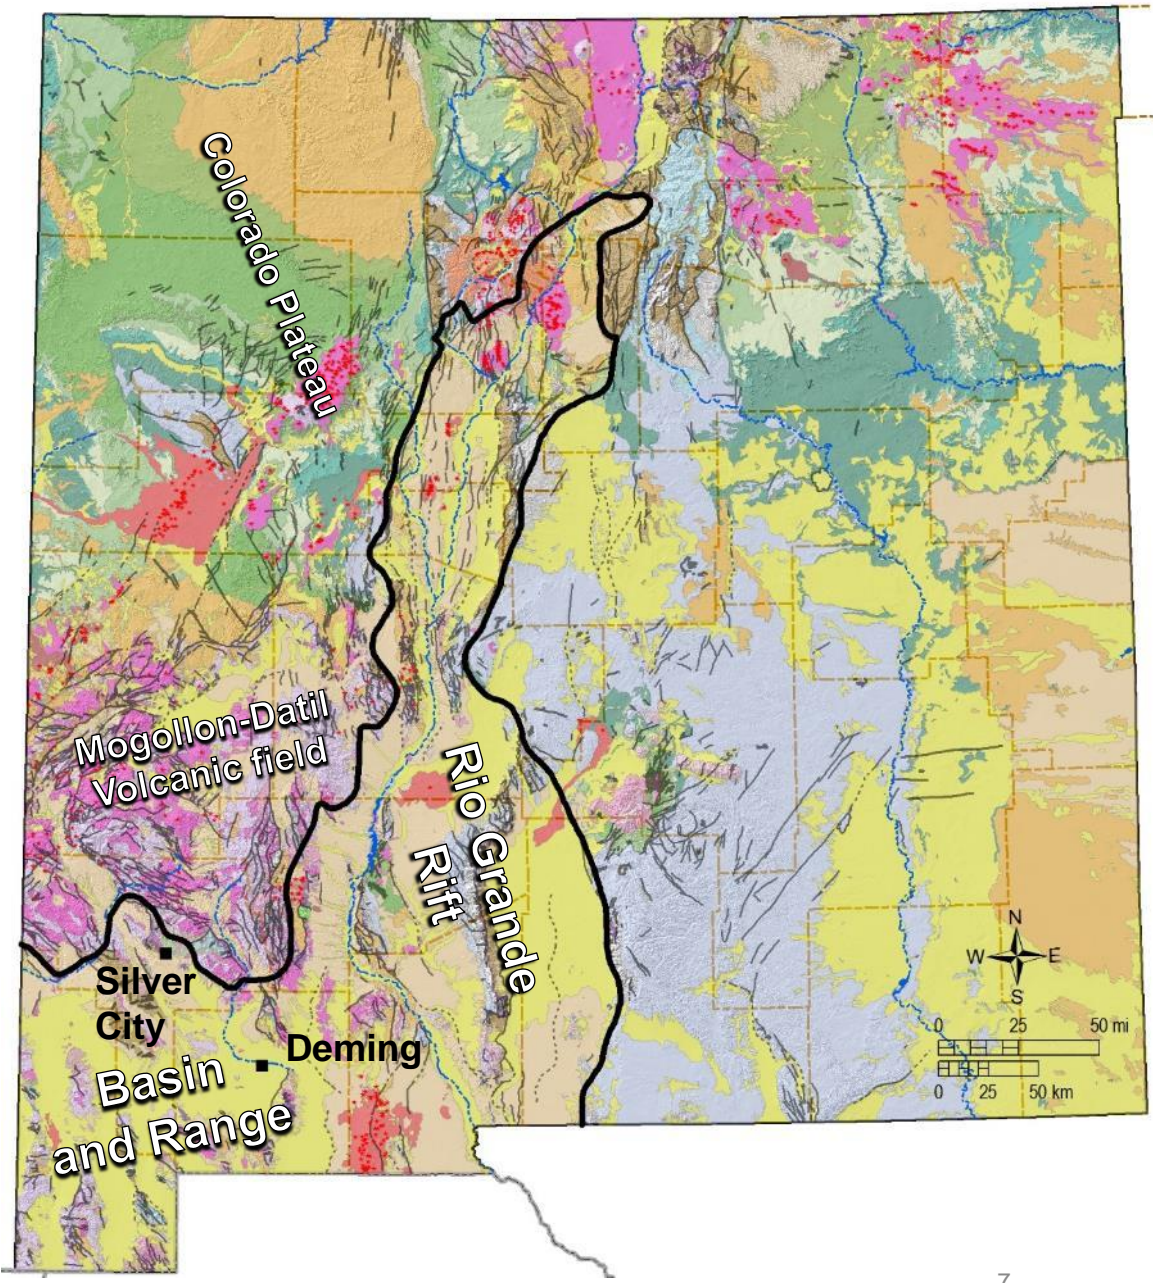 Colorado Plateau
Mogollon-Datil
Volcanic field
Rio Grande
Rift
Silver
City
Deming
Basin
and Range
N
W E
S
0 25 50 mi
0 25 50 km
7